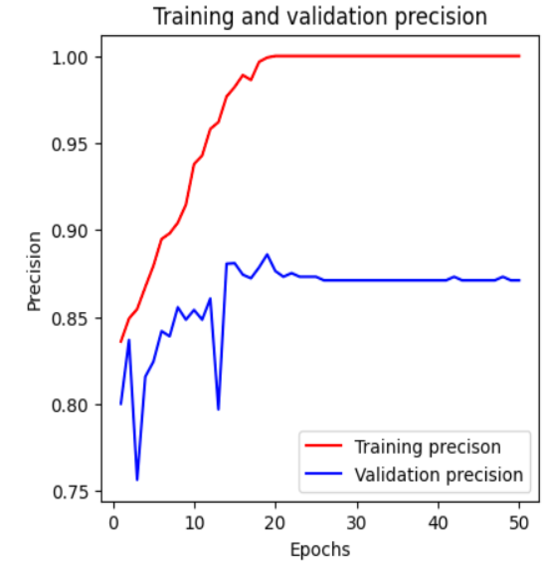 Training and validation precision
1.00
0.95
0.90
0.85
0.80
0.75
Precision
Training precison
Validation precision
0 10 20 30 40 50
Epochs